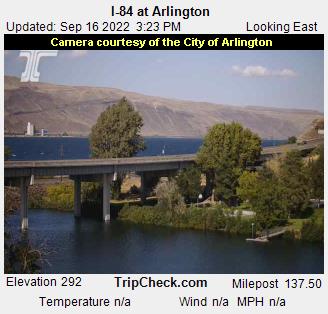 I-84 at Arlington
Updated: Sep 16 2022 3:23 PM Looking East
Camera courtesy of the City of Arlington
Elevation 292 TripCheck.com Milepost 137.50
Temperature n/a Wind n/a MPH n/a